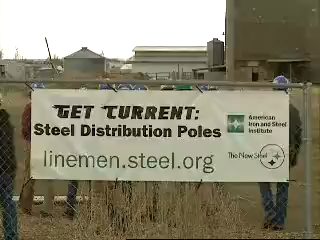 GET CURRENT:
Steel Distribution Poles
linemen.steel.org
American
Iron and Steel
Institute
The New Steel